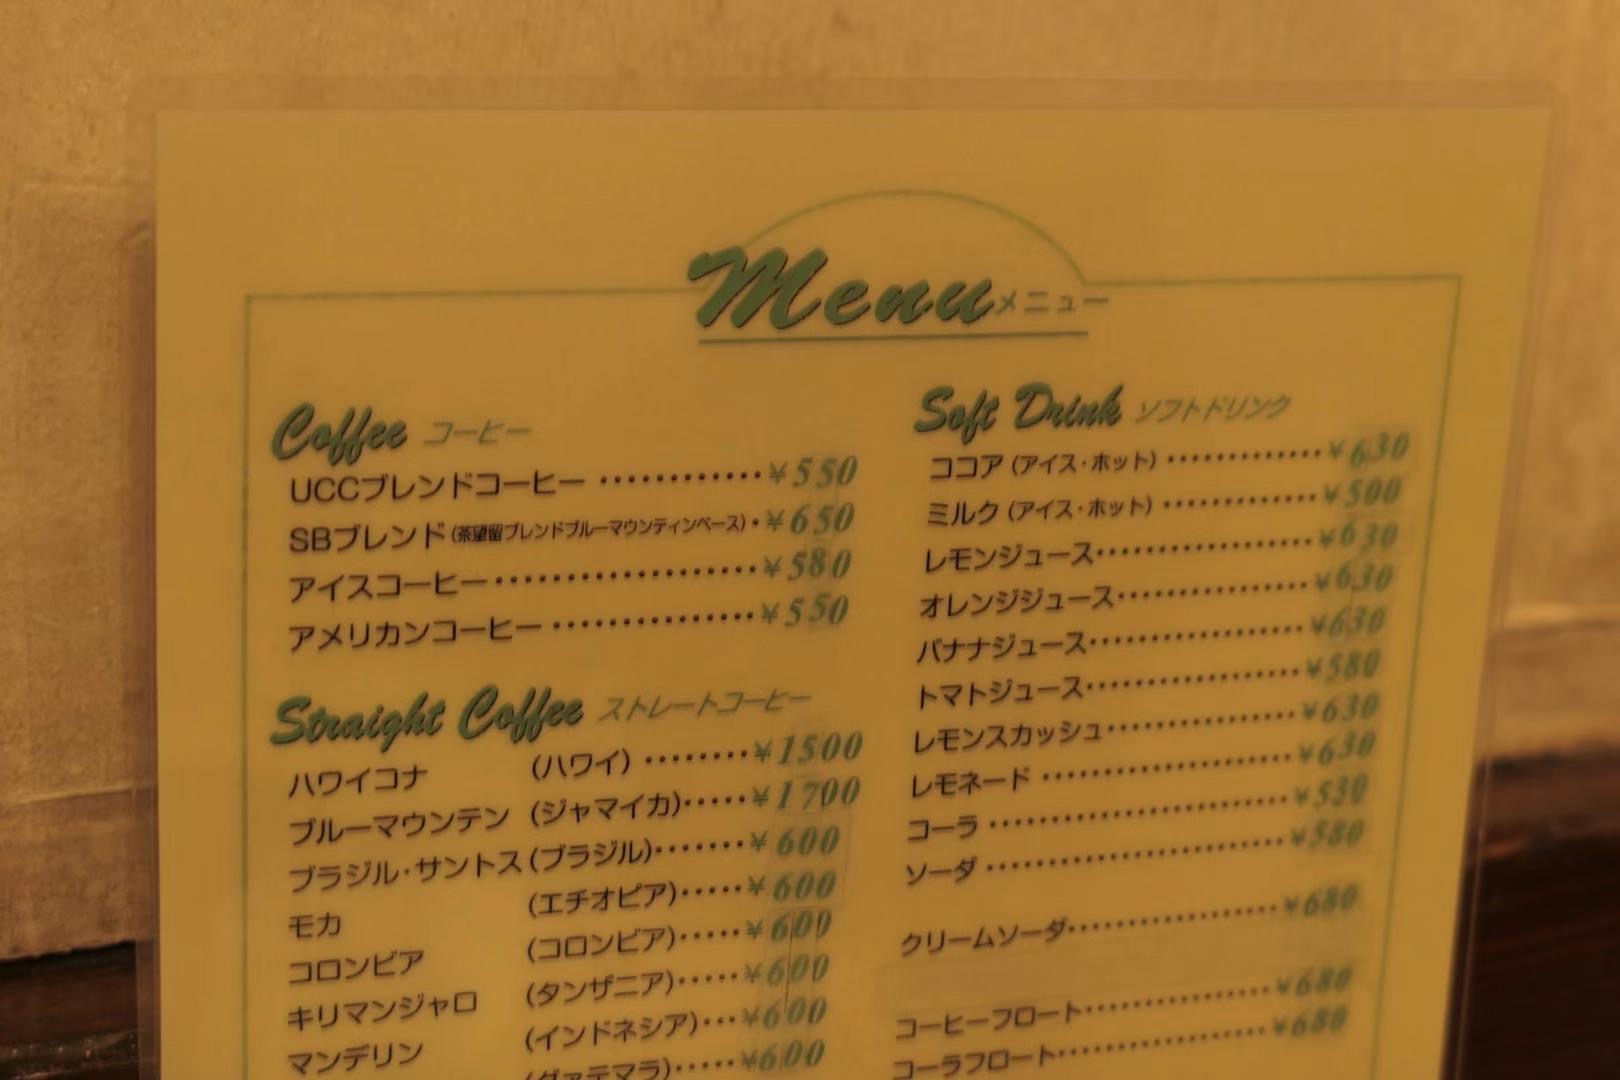 Menu メニュー
Coffee コーヒー
UCCブレンドコーヒー ············¥550
SBブレンド(茶望留ブレンドブルーマウンティンベース)·¥650
アイスコーヒー····················¥580
アメリカンコーヒー ···············¥550
Straight Coffee ストレートコーヒー
ハワイコナ (ハワイ) ········¥1500
ブルーマウンテン (ジャマイカ)·····¥1700
ブラジル·サントス(ブラジル)·······¥600
モカ (エチオピア)·····¥600
コロンビア (コロンビア)·····¥600
キリマンジャロ (タンザニア)·····¥600
マンデリン (インドネシア)···¥600
(グァテマラ)·····¥600
Soft Drink ソフトドリンク
ココア(アイス·ホット) ·············¥630
ミルク(アイス·ホット) ·············¥500
レモンジュース··················¥630
オレンジジュース················¥630
バナナジュース··················¥630
トマトジュース··················¥580
レモンスカッシュ················¥630
レモネード ·····················¥630
コーラ ·························¥530
ソーダ ·························¥580
クリームソーダ··················¥680
コーヒーフロート················¥680
コーラフロート··················¥680